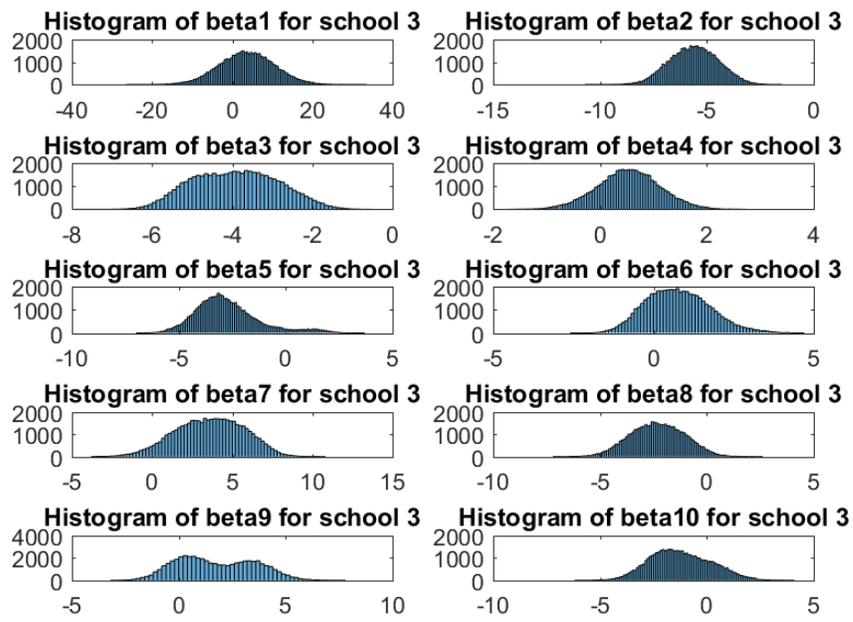 Histogram of beta1 for school 3
2000
1000
0
-40 -20 0 20 40
Histogram of beta2 for school 3
2000
1000
0
-15 -10 -5 0
Histogram of beta3 for school 3
2000
1000
0
-8 -6 -4 -2 0
Histogram of beta4 for school 3
2000
1000
0
-2 0 2 4
Histogram of beta5 for school 3
2000
1000
0
-10 -5 0 5
Histogram of beta6 for school 3
2000
1000
0
-5 0 5
Histogram of beta7 for school 3
2000
1000
0
-5 0 5 10 15
Histogram of beta8 for school 3
2000
1000
0
-10 -5 0 5
Histogram of beta9 for school 3
4000
2000
0
-5 0 5 10
Histogram of beta10 for school 3
2000
1000
0
-10 -5 0 5